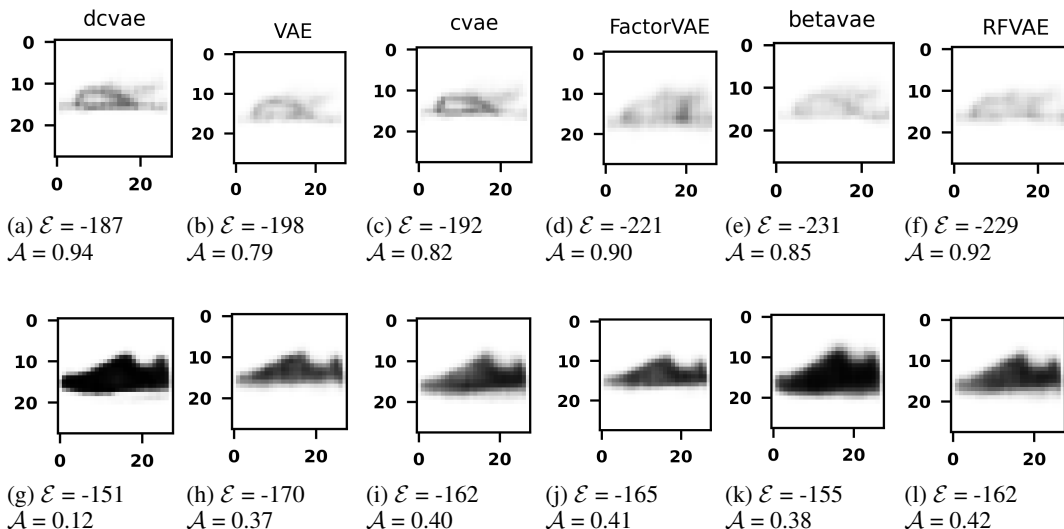 dcvae VAE cvae FactorVAE betavae RFVAE
0 0 0 0 0 0
10 10 10 10 10 10
20 20 20 20 20 20
0 20 0 20 0 20 0 20 0 20 0 20
(a) ℰ = -187 (b) ℰ = -198 (c) ℰ = -192 (d) ℰ = -221 (e) ℰ = -231 (f) ℰ = -229
𝒜 = 0.94 𝒜 = 0.79 𝒜 = 0.82 𝒜 = 0.90 𝒜 = 0.85 𝒜 = 0.92
0 0 0 0 0 0
10 10 10 10 10 10
20 20 20 20 20 20
0 20 0 20 0 20 0 20 0 20 0 20
(g) ℰ = -151 (h) ℰ = -170 (i) ℰ = -162 (j) ℰ = -165 (k) ℰ = -155 (l) ℰ = -162
𝒜 = 0.12 𝒜 = 0.37 𝒜 = 0.40 𝒜 = 0.41 𝒜 = 0.38 𝒜 = 0.42